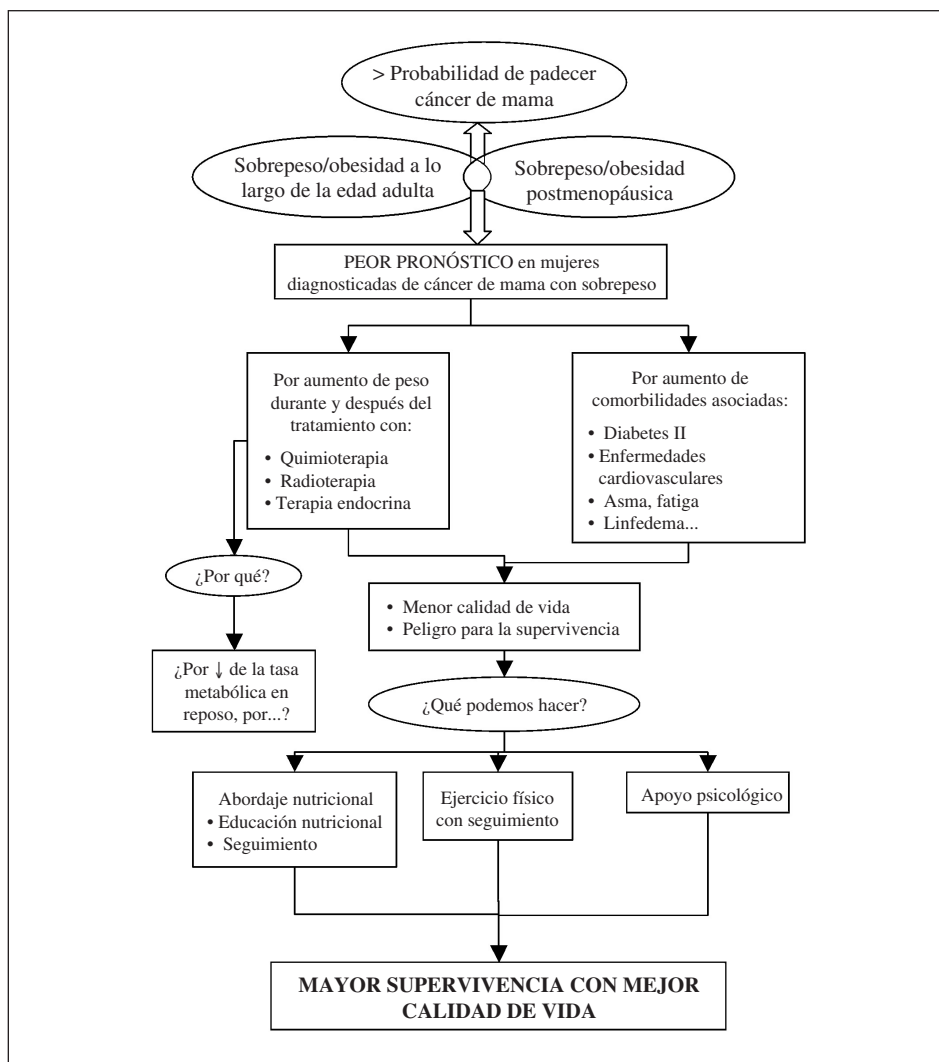 > Probabilidad de padecer
cáncer de mama
Sobrepeso/obesidad a lo
largo de la edad adulta
Sobrepeso/obesidad
postmenopáusica
PEOR PRONÓSTICO en mujeres
diagnosticadas de cáncer de mama con sobrepeso
Por aumento de peso
durante y después del
tratamiento con:
• Quimioterapia
• Radioterapia
• Terapia endocrina
Por aumento de
comorbilidades asociadas:
• Diabetes II
• Enfermedades
cardiovasculares
• Asma, fatiga
• Linfedema...
¿Por qué?
• Menor calidad de vida
• Peligro para la supervivencia
¿Por ↓ de la tasa
metabólica en
reposo, por...?
¿Qué podemos hacer?
Abordaje nutricional
• Educación nutricional
• Seguimiento
Ejercicio físico
con seguimiento
Apoyo psicológico
MAYOR SUPERVIVENCIA CON MEJOR
CALIDAD DE VIDA